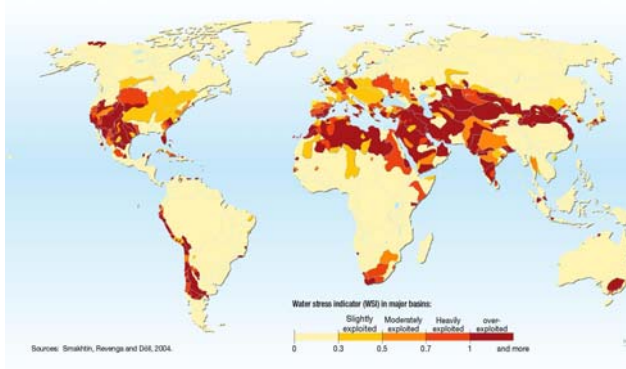 Water stress indicator (WSI) in major basins:
Slightly exploited
Moderately exploited
Heavily exploited
over-exploited
0 0.3 0.5 0.7 1 and more
Sources: Smakhtin, Revenga and Döll, 2004.